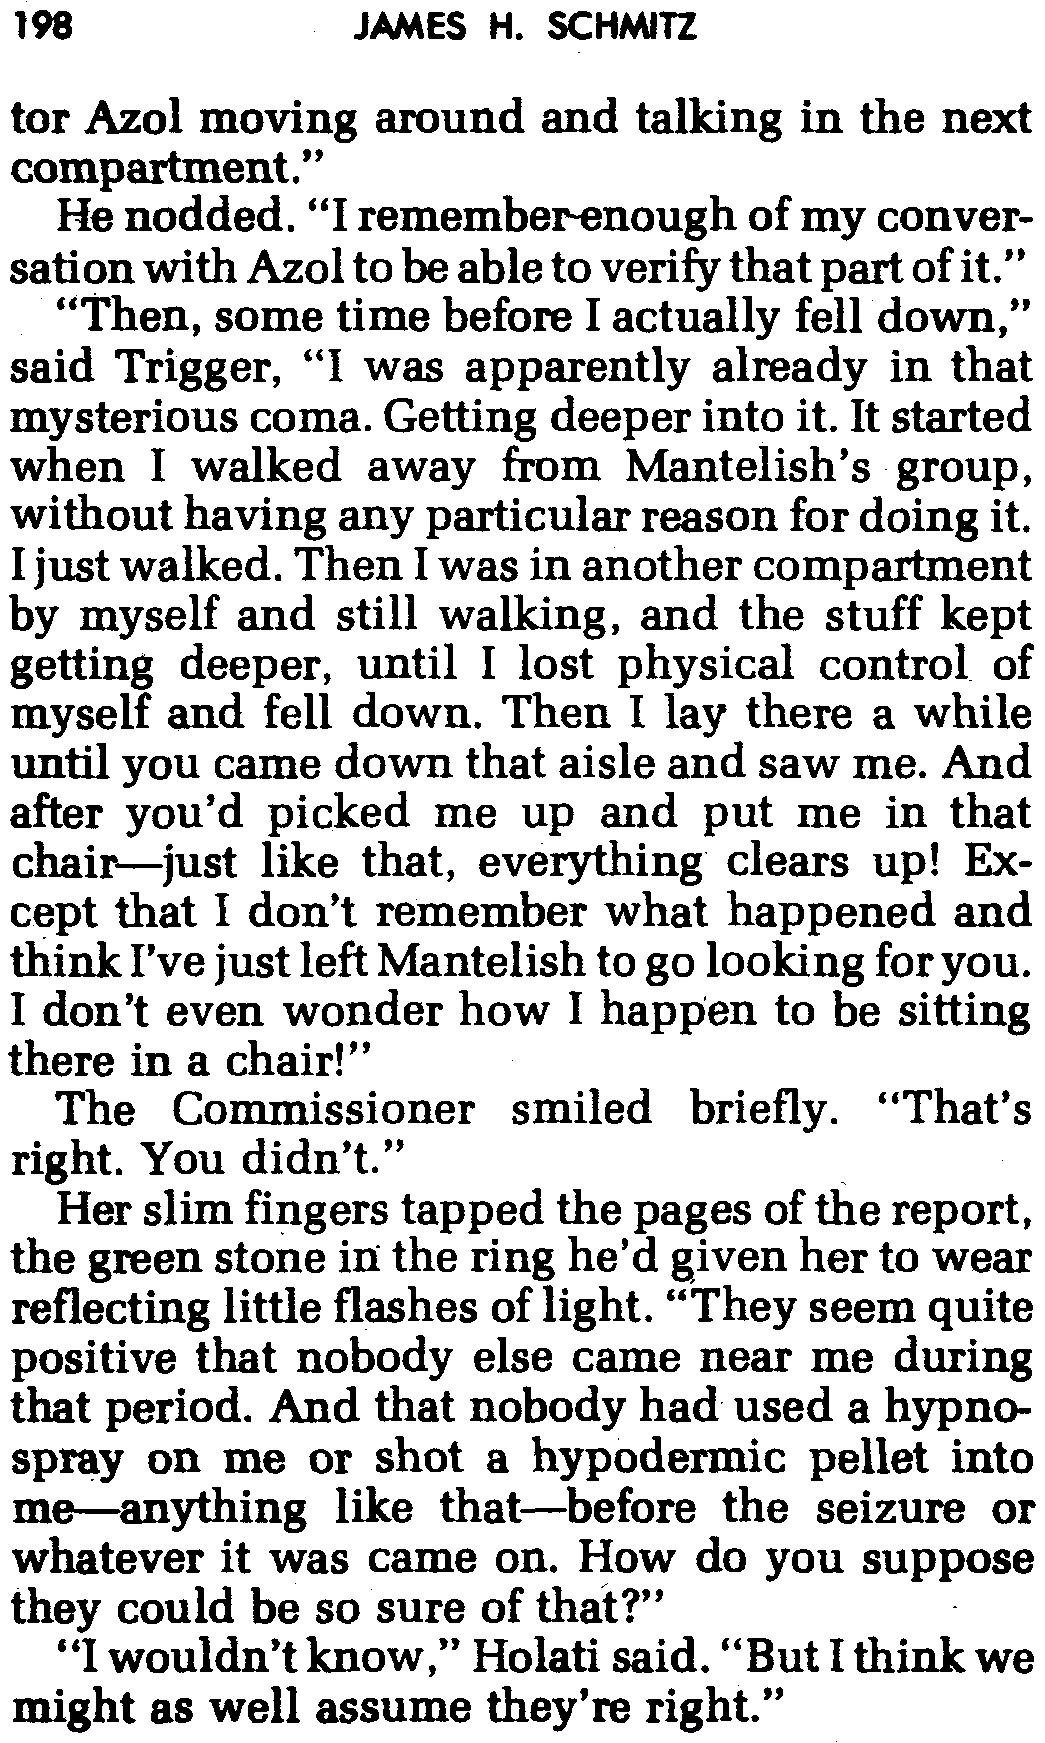 198 JAMES H. SCHMITZ
tor Azol moving around and talking in the next
compartment."
He nodded. "I remember-enough of my conver-
sation with Azol to be able to verify that part of it."
"Then, some time before I actually fell down,"
said Trigger, "I was apparently already in that
mysterious coma. Getting deeper into it. It started
when I walked away from Mantelish's group,
without having any particular reason for doing it.
I just walked. Then I was in another compartment
by myself and still walking, and the stuff kept
getting deeper, until I lost physical control of
myself and fell down. Then I lay there a while
until you came down that aisle and saw me. And
after you'd picked me up and put me in that
chair—just like that, everything clears up! Ex-
cept that I don't remember what happened and
think I've just left Mantelish to go looking for you.
I don't even wonder how I happen to be sitting
there in a chair!"
The Commissioner smiled briefly. "That's
right. You didn't."
Her slim fingers tapped the pages of the report,
the green stone in the ring he'd given her to wear
reflecting little flashes of light. "They seem quite
positive that nobody else came near me during
that period. And that nobody had used a hypno-
spray on me or shot a hypodermic pellet into
me—anything like that—before the seizure or
whatever it was came on. How do you suppose
they could be so sure of that?"
"I wouldn't know," Holati said. "But I think we
might as well assume they're right."